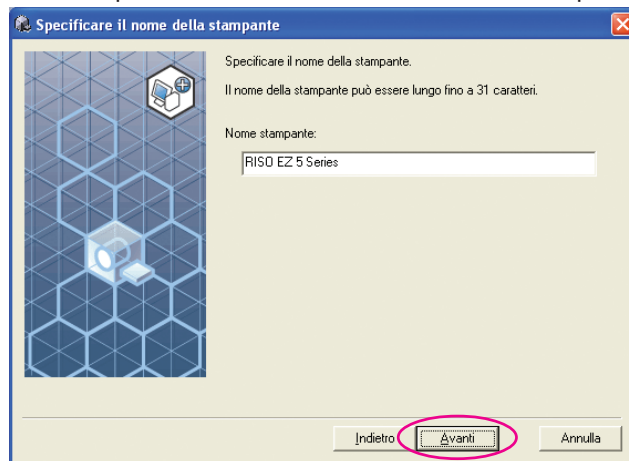 Specificare il nome della stampante
Specificare il nome della stampante.
Il nome della stampante può essere lungo fino a 31 caratteri.
Nome stampante:
RISO EZ 5 Series
Indietro
Avanti
Annulla